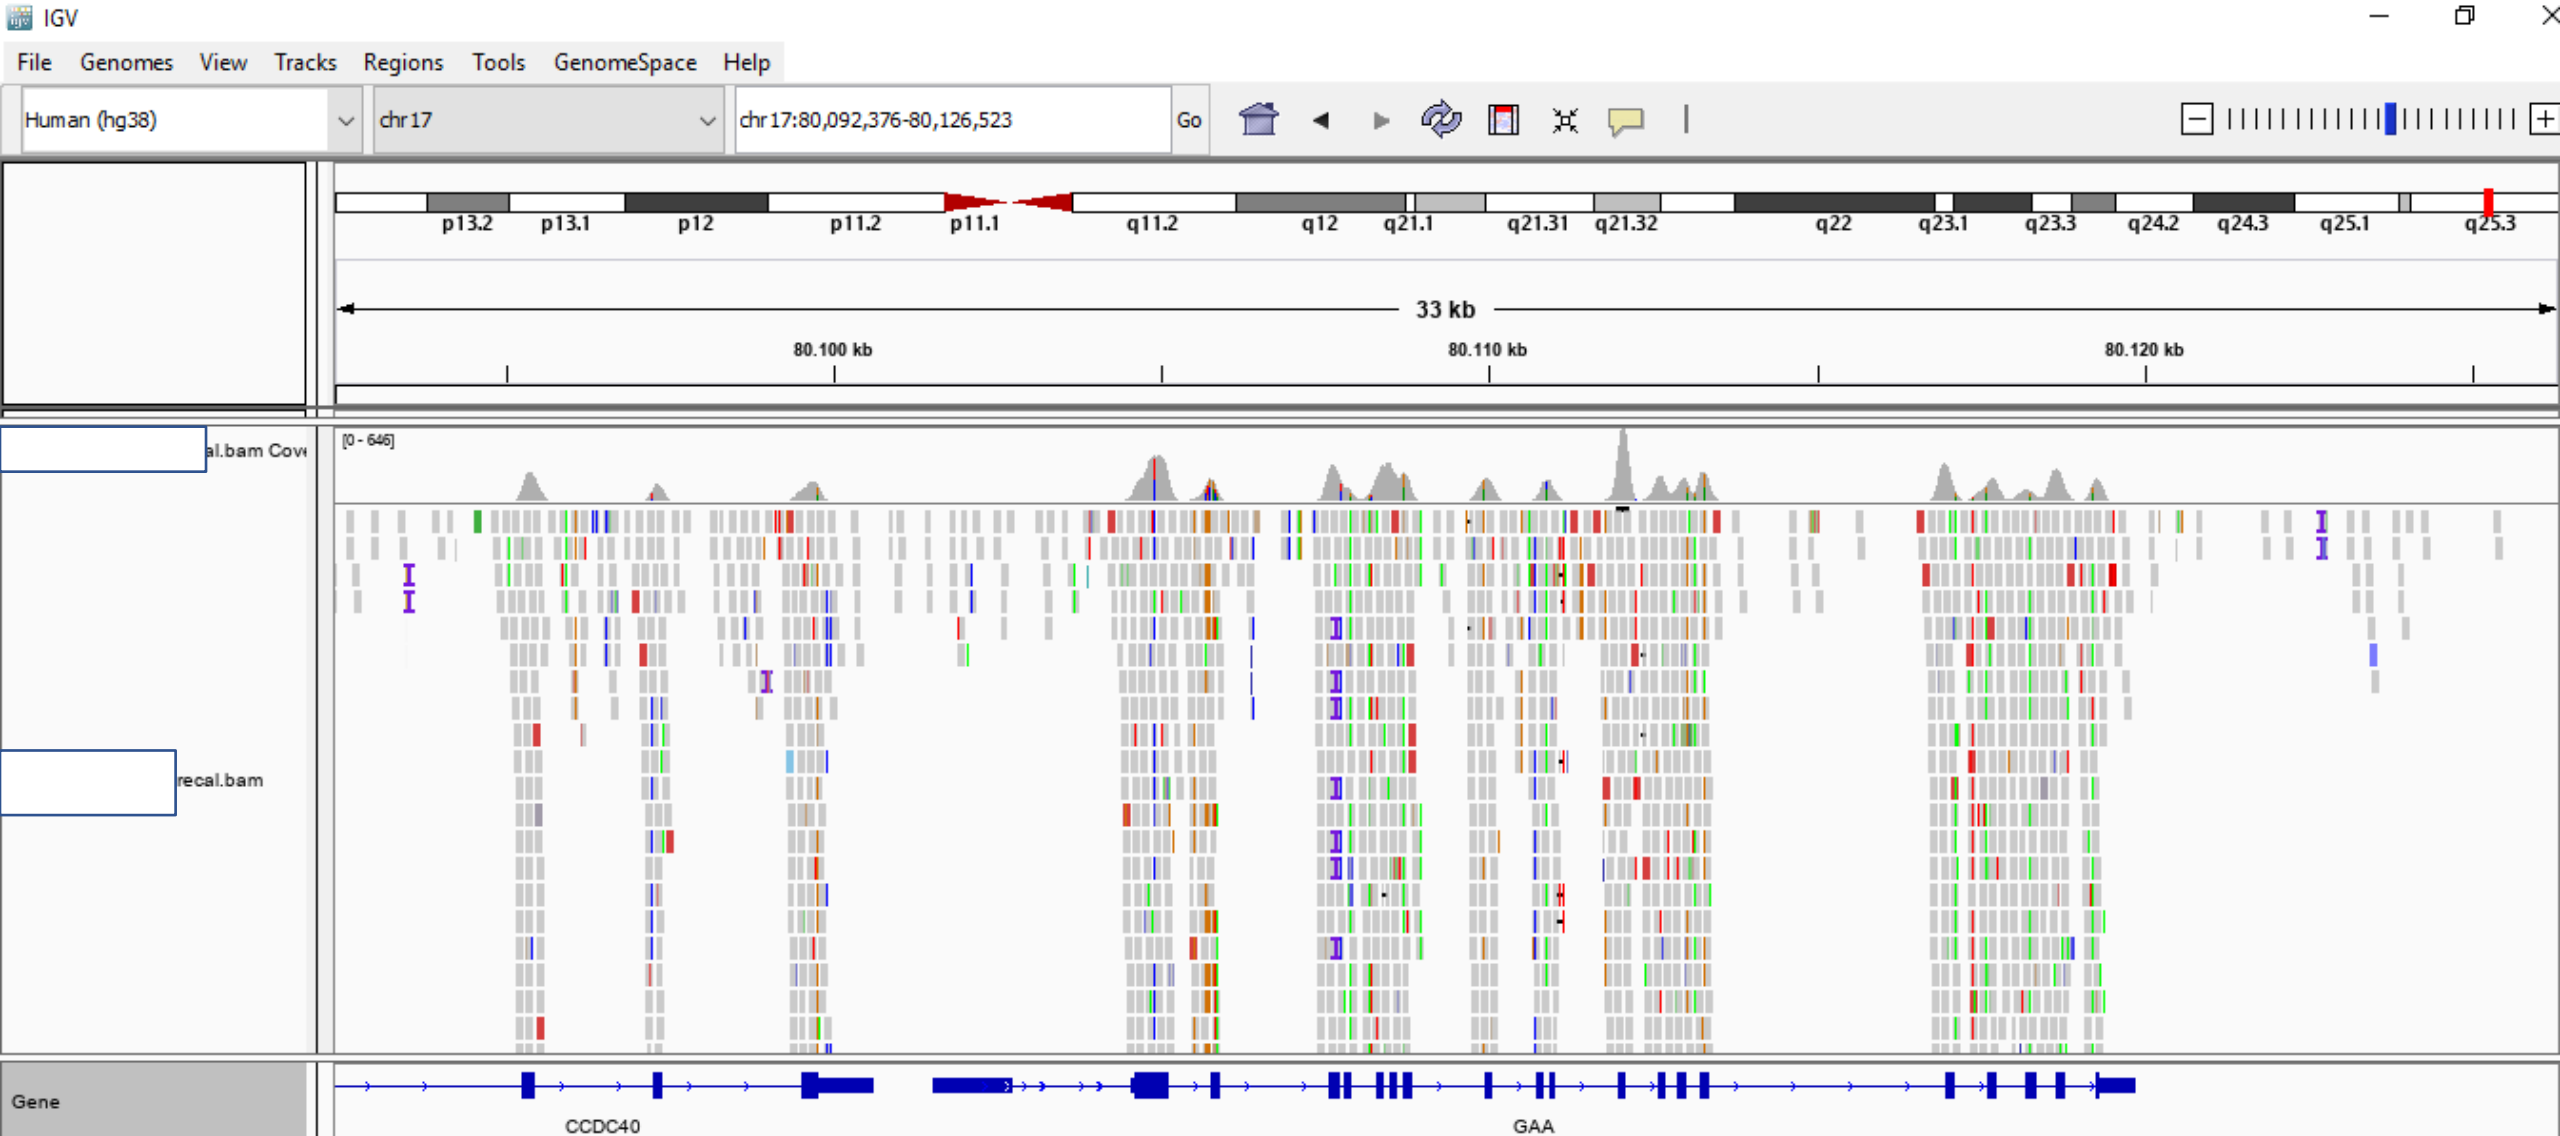 IGV
File Genomes View Tracks Regions Tools GenomeSpace Help
Human (hg38) chr17 chr17:80,092,376-80,126,523 Go
p13.2 p13.1 p12 p11.2 p11.1 q11.2 q12 q21.1 q21.31 q21.32 q22 q23.1 q23.3 q24.2 q24.3 q25.1 q25.3
33 kb
80.100 kb 80.110 kb 80.120 kb
[0 - 646]
al.bam Cove
recal.bam
Gene
CCDC40 GAA